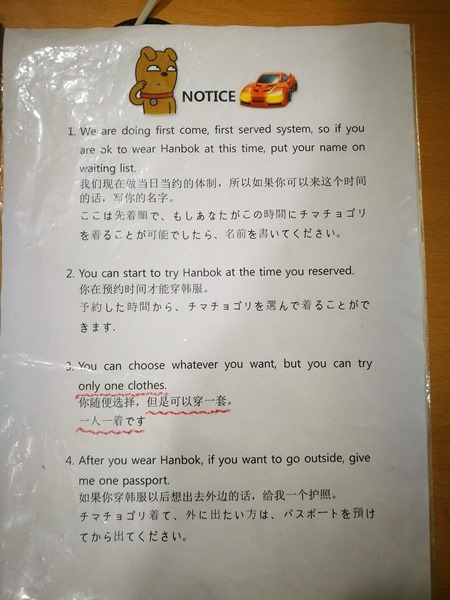 NOTICE
1. We are doing first come, first served system, so if you
are ok to wear Hanbok at this time, put your name on
waiting list.
我们现在做当日当约的体制，所以如果你可以来这个时间
的话，写你的名字。
ここは先着順で、もしあなたがこの時間にチマチョゴリ
を着ることが可能でしたら、名前を書いてください。
2. You can start to try Hanbok at the time you reserved.
你在预约时间才能穿韩服。
予約した時間から、チマチョゴリを選んで着ることがで
きます.
3. You can choose whatever you want, but you can try
only one clothes.
你随便选择，但是可以穿一套。
一人一着です
4. After you wear Hanbok, if you want to go outside, give
me one passport.
如果你穿韩服以后想出去外边的话，给我一个护照。
チマチョゴリ着て、外に出たい方は、パスポートを預け
てから出てください。